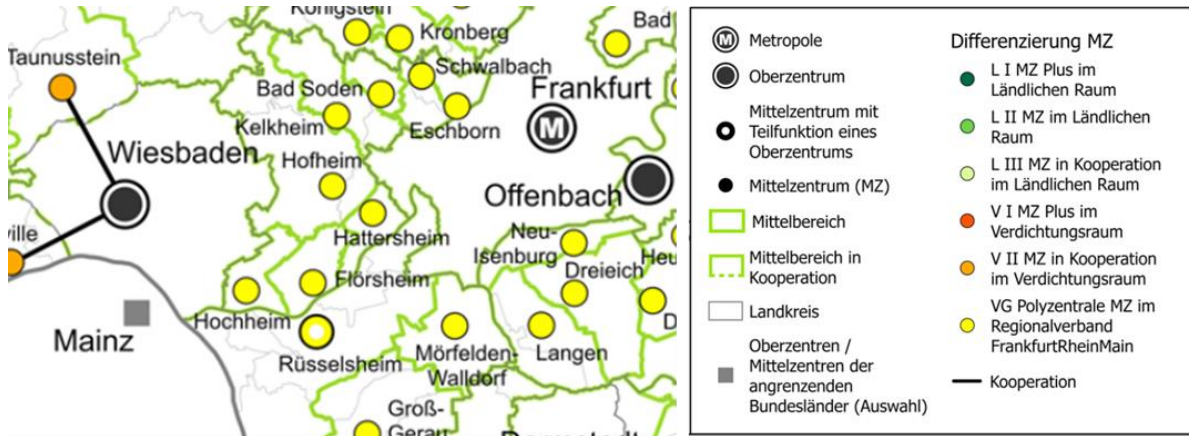 Königstein
Kronberg
Bad
Taunusstein
Schwalbach
Bad Soden
Frankfurt
M
Kelkheim
Eschborn
Wiesbaden
Hofheim
Offenbach
ville
Hattersheim
Neu-
Isenburg
Dreieich
Heu
Flörsheim
Hochheim
D
Mainz
Rüsselsheim
Mörfelden-
Walldorf
Langen
Groß-
Gerau
M Metropole
Oberzentrum
Mittelzentrum mit
Teilfunktion eines
Oberzentrums
Mittelzentrum (MZ)
Mittelbereich
Mittelbereich in
Kooperation
Landkreis
Oberzentren /
Mittelzentren der
angrenzenden
Bundesländer (Auswahl)
Differenzierung MZ
L I MZ Plus im
Ländlichen Raum
L II MZ im Ländlichen
Raum
L III MZ in Kooperation
im Ländlichen Raum
V I MZ Plus im
Verdichtungsraum
V II MZ in Kooperation
im Verdichtungsraum
VG Polyzentrale MZ im
Regionalverband
FrankfurtRheinMain
Kooperation